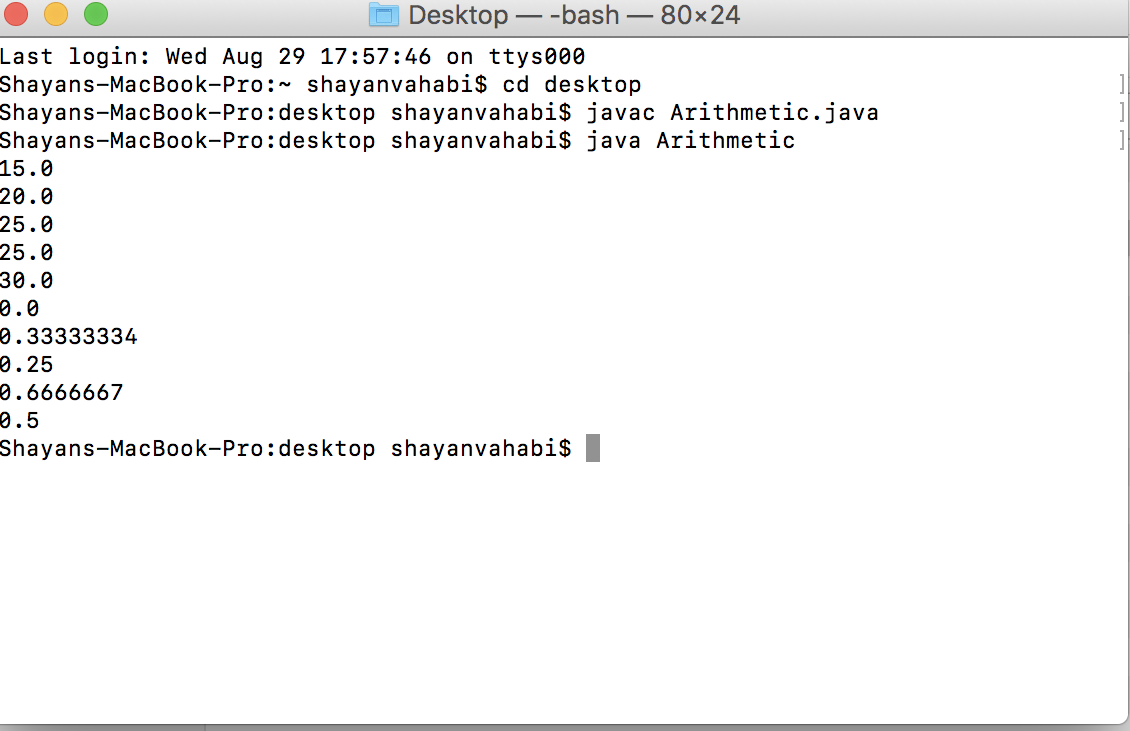 Desktop — -bash — 80×24
Last login: Wed Aug 29 17:57:46 on ttys000
Shayans-MacBook-Pro:~ shayanvahabi$ cd desktop
Shayans-MacBook-Pro:desktop shayanvahabi$ javac Arithmetic.java
Shayans-MacBook-Pro:desktop shayanvahabi$ java Arithmetic
15.0
20.0
25.0
25.0
30.0
0.0
0.33333334
0.25
0.6666667
0.5
Shayans-MacBook-Pro:desktop shayanvahabi$